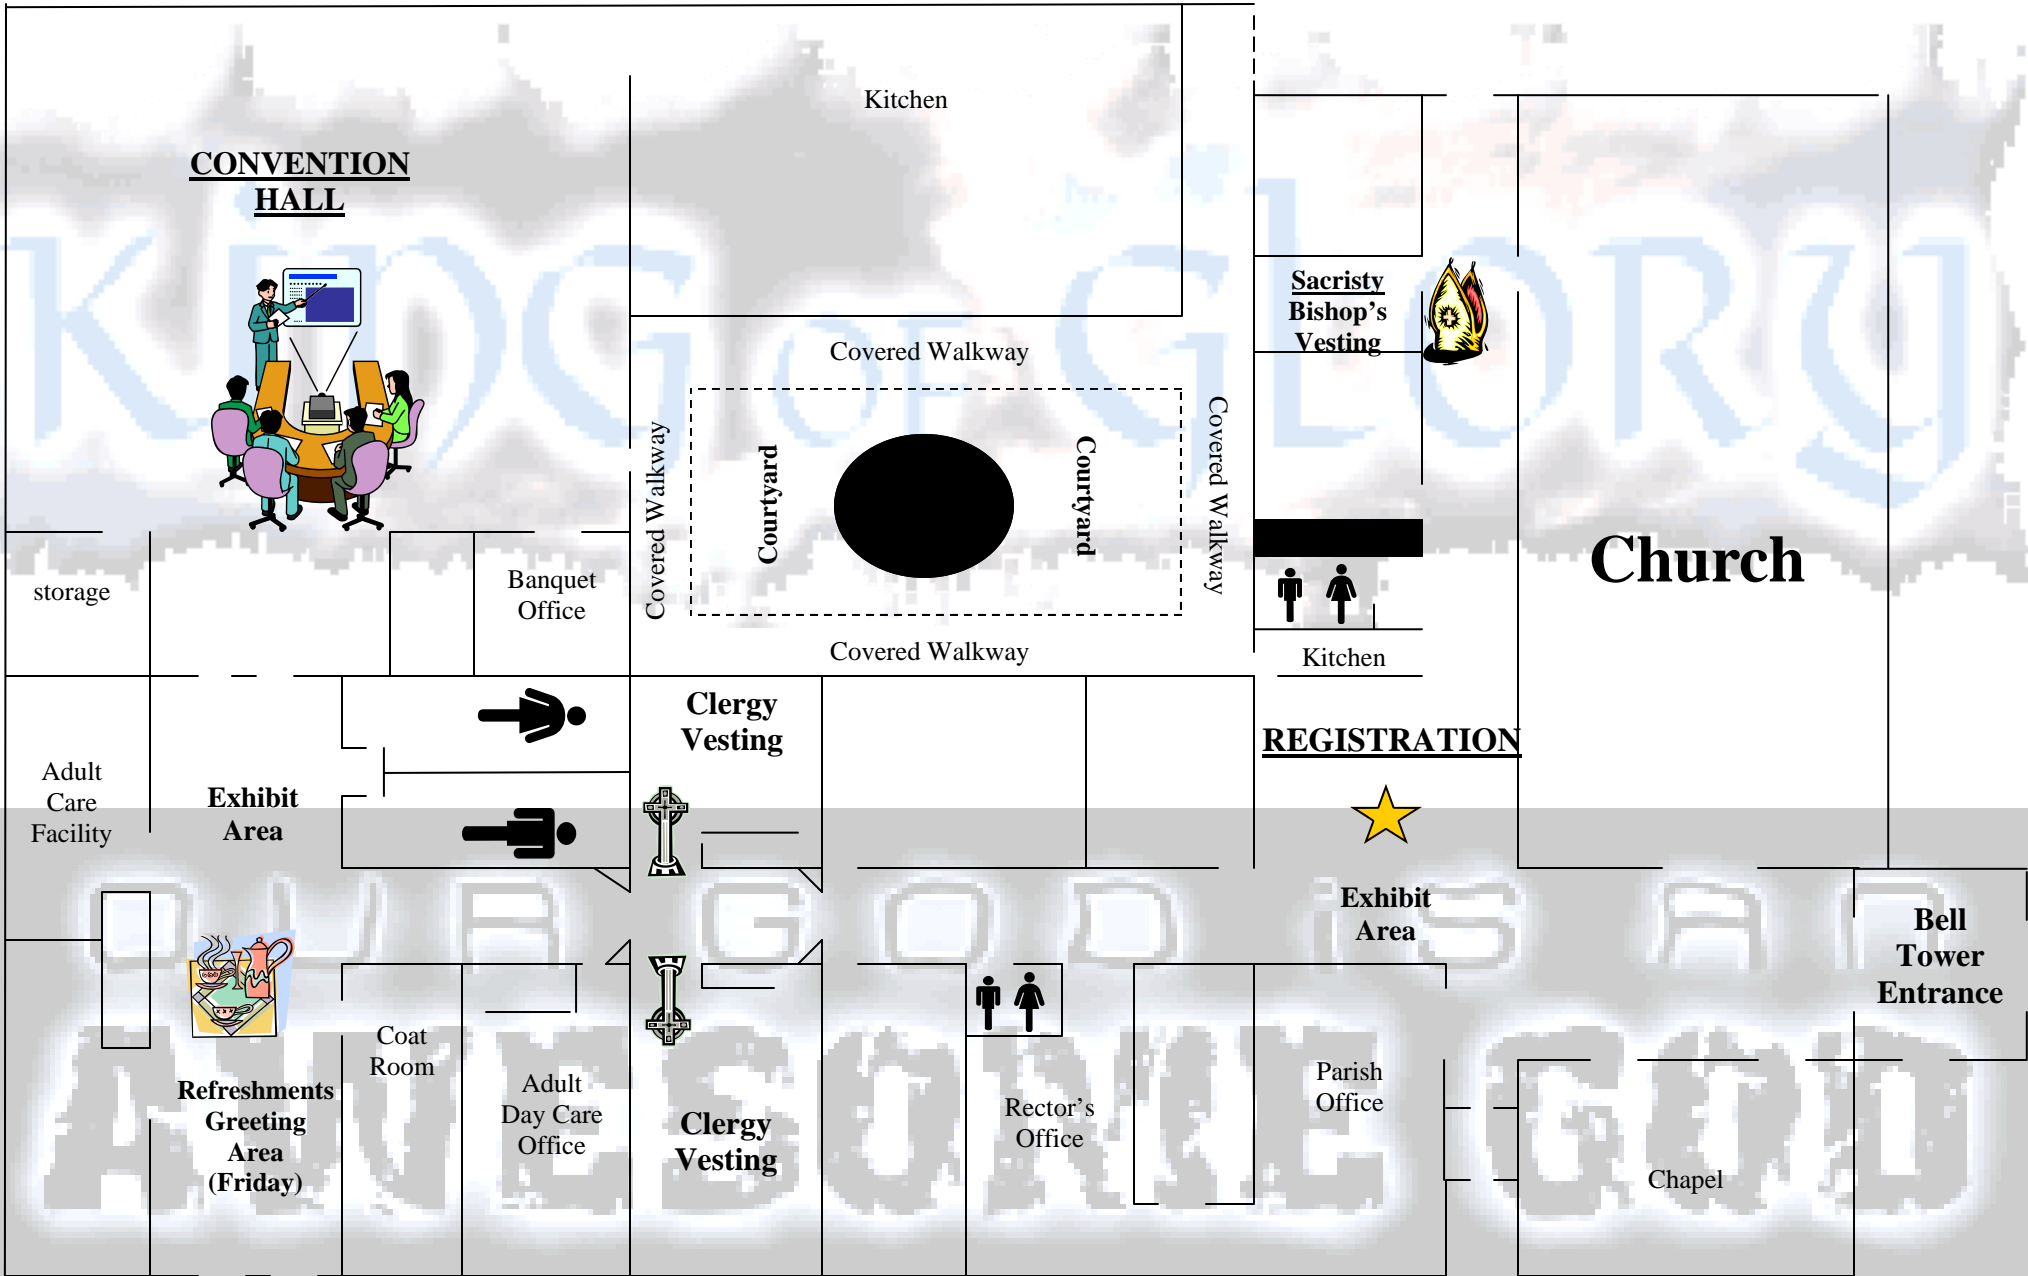 Kitchen
CONVENTION
HALL
KING OF GLORY
Sacristy
Bishop's
Vesting
Covered Walkway
Covered Walkway
Courtyard
Courtyard
Covered Walkway
Church
storage
Banquet
Office
Covered Walkway
Kitchen
Clergy
Vesting
REGISTRATION
Adult
Care
Facility
Exhibit
Area
Exhibit
Area
Bell
Tower
Entrance
OUR GOD IS AN
AWESOME GOD
Coat
Room
Refreshments
Greeting
Area
(Friday)
Adult
Day Care
Office
Clergy
Vesting
Rector's
Office
Parish
Office
Chapel